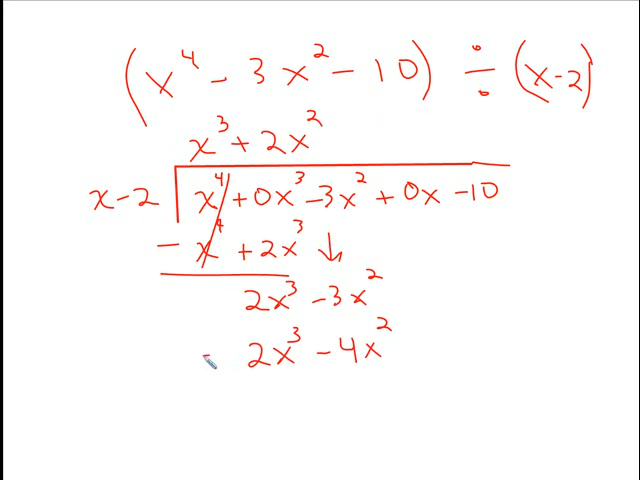 (x⁴ - 3x² - 10) ÷ (x-2)
x³ + 2x²
x-2 x⁴ + 0x³ - 3x² + 0x - 10
- x⁴ + 2x³ ↓
2x³ - 3x²
2x³ - 4x²